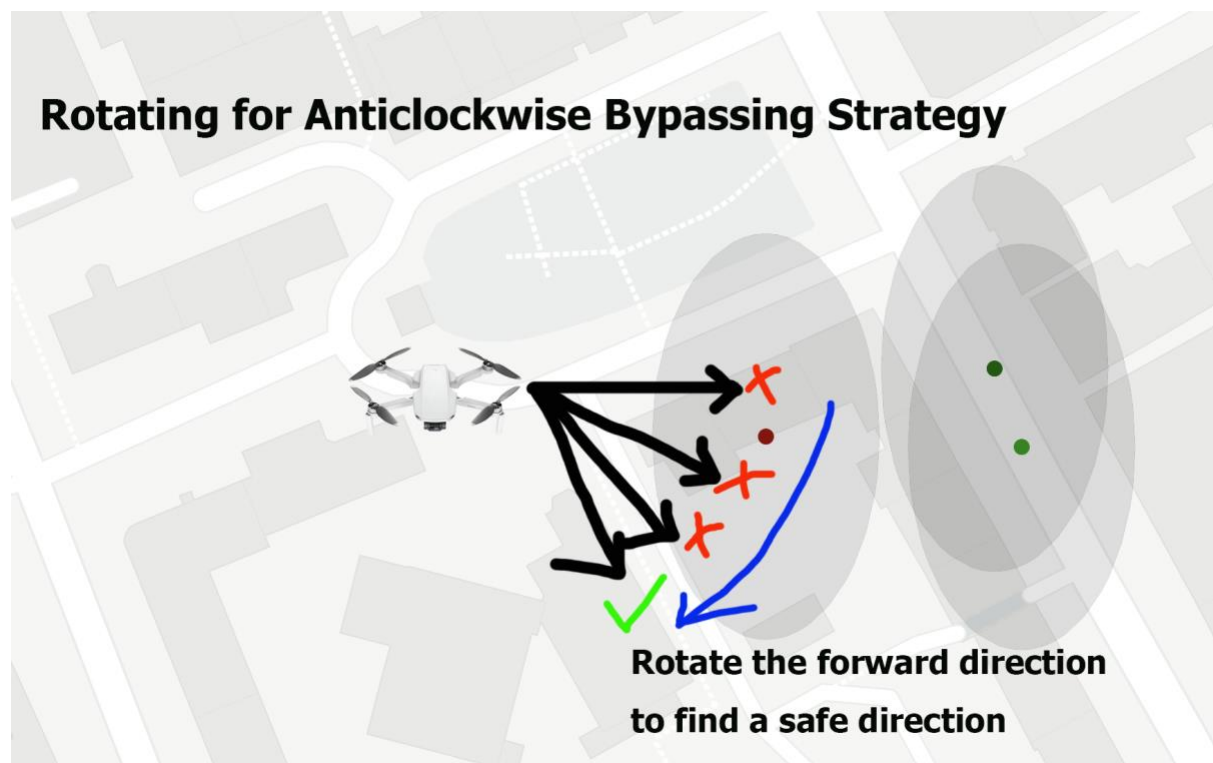 Rotating for Anticlockwise Bypassing Strategy
Rotate the forward direction
to find a safe direction